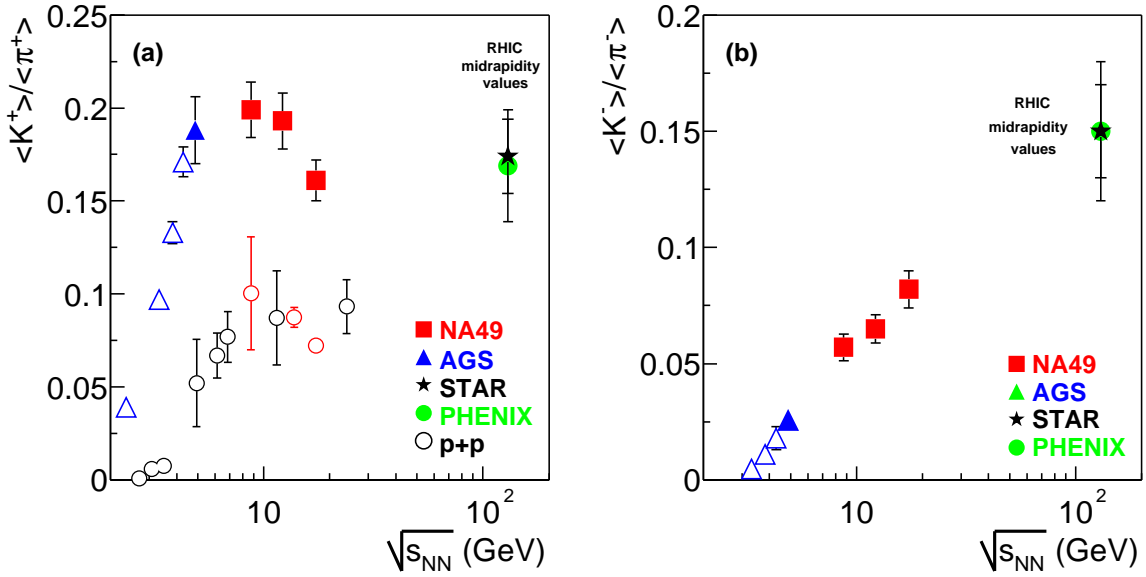 <K⁺>/<π⁺>
0.25
0.2
0.15
0.1
0.05
0
(a)
RHIC
midrapidity
values
NA49
AGS
STAR
PHENIX
p+p
10
10²
√sNN (GeV)
<K⁻>/<π⁻>
0.2
0.15
0.1
0.05
0
(b)
RHIC
midrapidity
values
NA49
AGS
STAR
PHENIX
10
10²
√sNN (GeV)